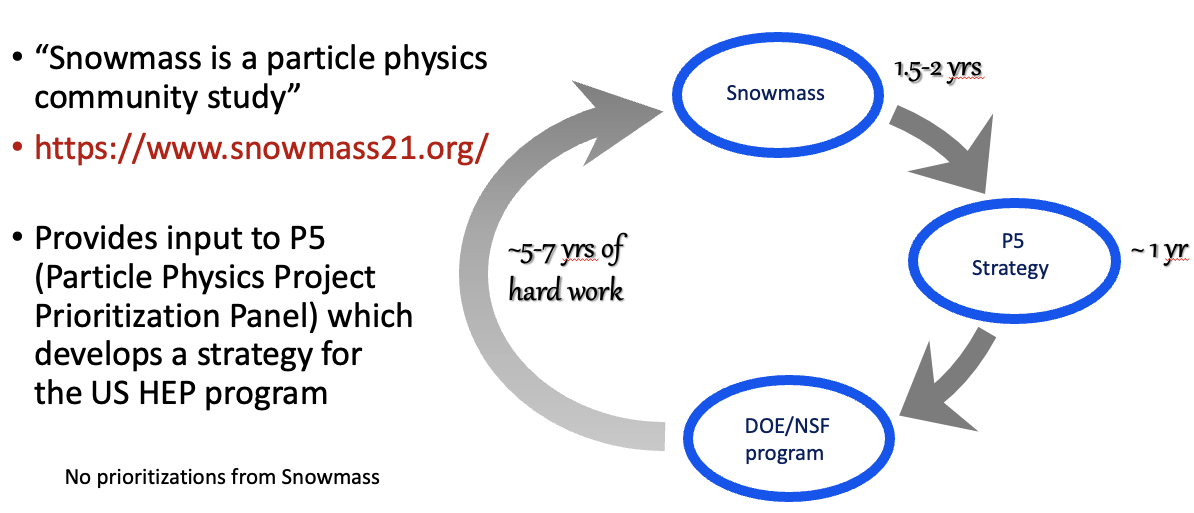 • “Snowmass is a particle physics
community study”
• https://www.snowmass21.org/
• Provides input to P5
(Particle Physics Project
Prioritization Panel) which
develops a strategy for
the US HEP program
No prioritizations from Snowmass
Snowmass
1.5-2 yrs
P5
Strategy
~ 1 yr
~5-7 yrs of
hard work
DOE/NSF
program